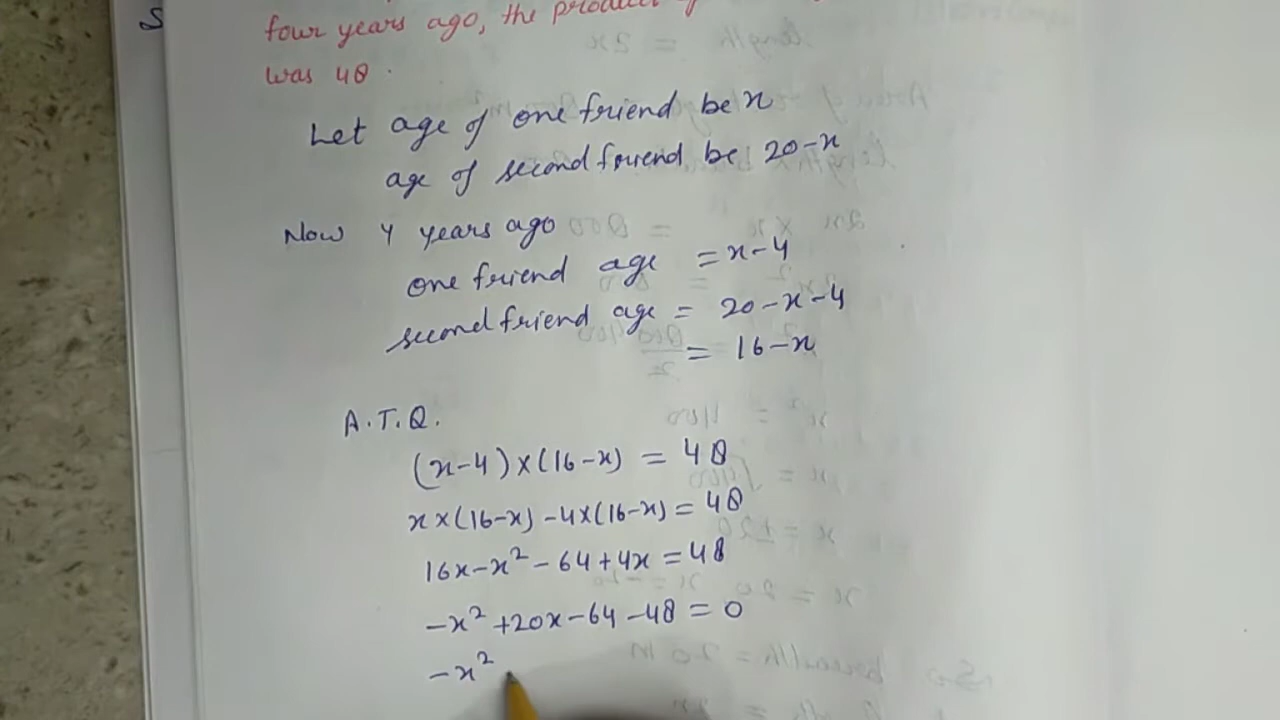 S
four years ago, the product
was 48.
Let age of one friend be x
age of second friend be 20-x
Now 4 years ago
one friend age = x-4
second friend age = 20-x-4
= 16-x
A.T.Q.
(x-4)×(16-x) = 48
x×(16-x)-4×(16-x)=48
16x-x²-64+4x=48
-x²+20x-64-48=0
-x²